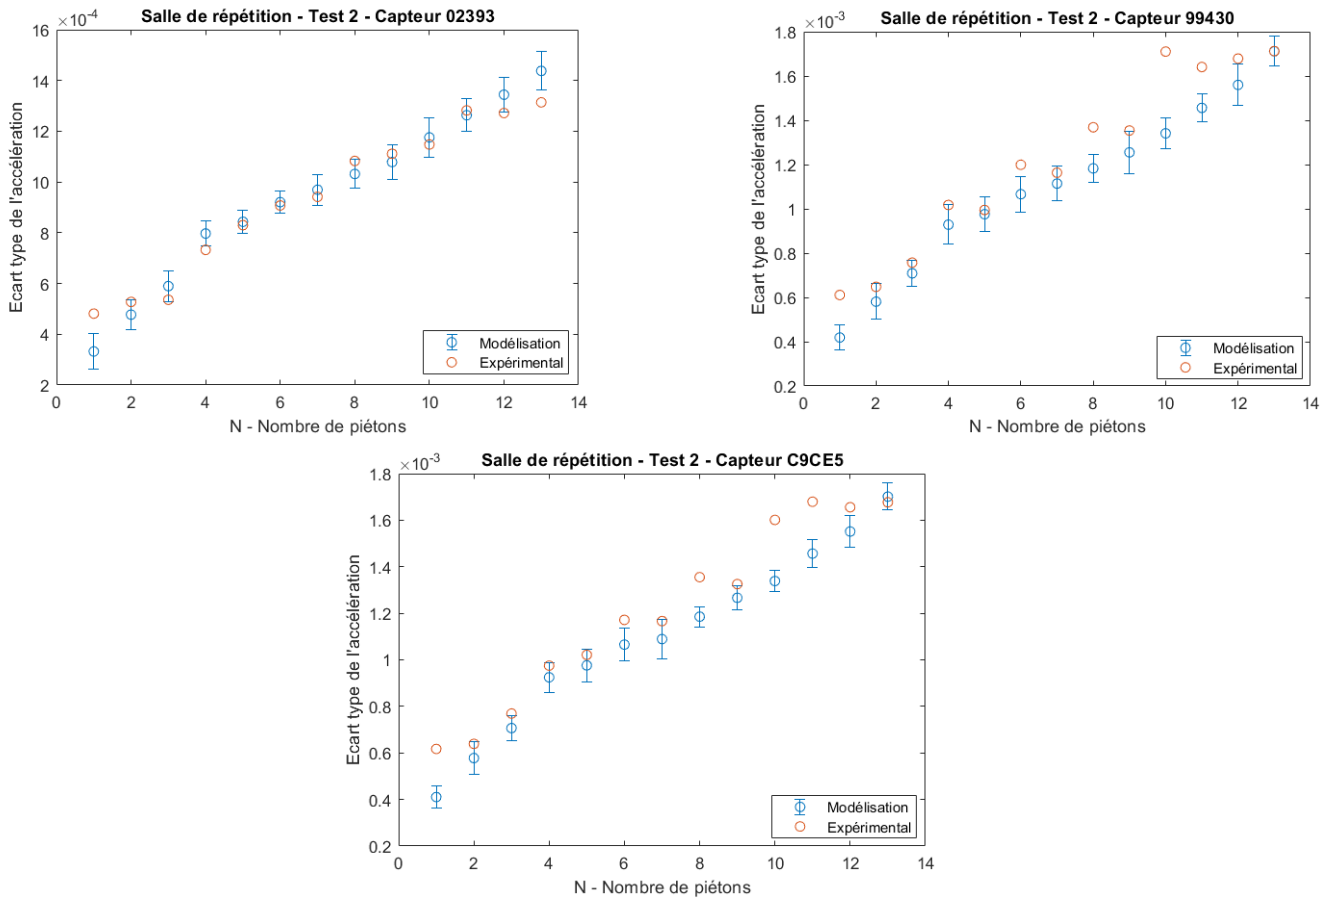 Salle de répétition - Test 2 - Capteur 02393
×10-4
16
14
12
10
8
6
4
2
0 2 4 6 8 10 12 14
Ecart type de l'accélération
N - Nombre de piétons
Modélisation
Expérimental
Salle de répétition - Test 2 - Capteur 99430
×10-3
1.8
1.6
1.4
1.2
1
0.8
0.6
0.4
0.2
0 2 4 6 8 10 12 14
Ecart type de l'accélération
N - Nombre de piétons
Modélisation
Expérimental
Salle de répétition - Test 2 - Capteur C9CE5
×10-3
1.8
1.6
1.4
1.2
1
0.8
0.6
0.4
0.2
0 2 4 6 8 10 12 14
Ecart type de l'accélération
N - Nombre de piétons
Modélisation
Expérimental